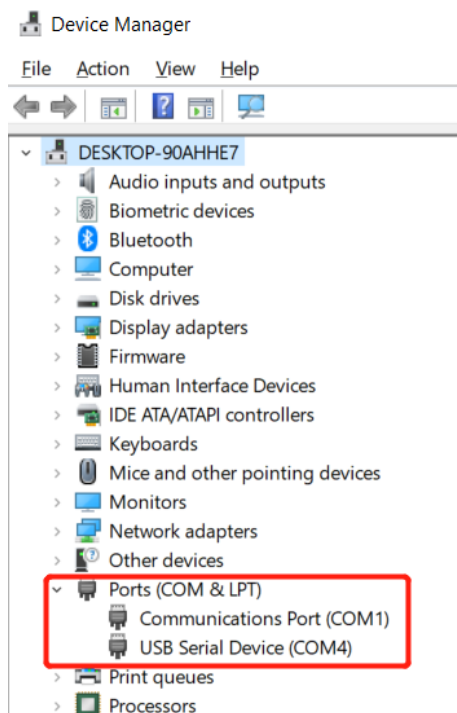 Device Manager
File Action View Help
DESKTOP-90AHHE7
Audio inputs and outputs
Biometric devices
Bluetooth
Computer
Disk drives
Display adapters
Firmware
Human Interface Devices
IDE ATA/ATAPI controllers
Keyboards
Mice and other pointing devices
Monitors
Network adapters
Other devices
Ports (COM & LPT)
Communications Port (COM1)
USB Serial Device (COM4)
Print queues
Processors